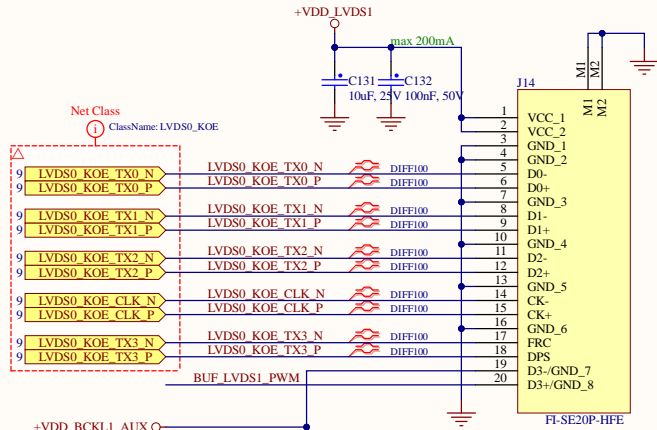 +VDD_LVDS1
max 200mA
C131
10uF, 25V
C132
100nF, 50V
J14
M1
M2
M1
M2
Net Class
i
ClassName: LVDS0_KOE
1
VCC_1
2
VCC_2
3
GND_1
4
GND_2
9 LVDS0_KOE_TX0_N LVDS0_KOE_TX0_N DIFF100 5 D0-
9 LVDS0_KOE_TX0_P LVDS0_KOE_TX0_P 6 D0+
7 GND_3
9 LVDS0_KOE_TX1_N LVDS0_KOE_TX1_N DIFF100 8 D1-
9 LVDS0_KOE_TX1_P LVDS0_KOE_TX1_P 9 D1+
10 GND_4
9 LVDS0_KOE_TX2_N LVDS0_KOE_TX2_N DIFF100 11 D2-
9 LVDS0_KOE_TX2_P LVDS0_KOE_TX2_P 12 D2+
13 GND_5
9 LVDS0_KOE_CLK_N LVDS0_KOE_CLK_N DIFF100 14 CK-
9 LVDS0_KOE_CLK_P LVDS0_KOE_CLK_P 15 CK+
16 GND_6
9 LVDS0_KOE_TX3_N LVDS0_KOE_TX3_N DIFF100 17 FRC
9 LVDS0_KOE_TX3_P LVDS0_KOE_TX3_P 18 DPS
19 D3-/GND_7
BUF_LVDS1_PWM 20 D3+/GND_8
FI-SE20P-HFE
+VDD_BCKL1_AUX